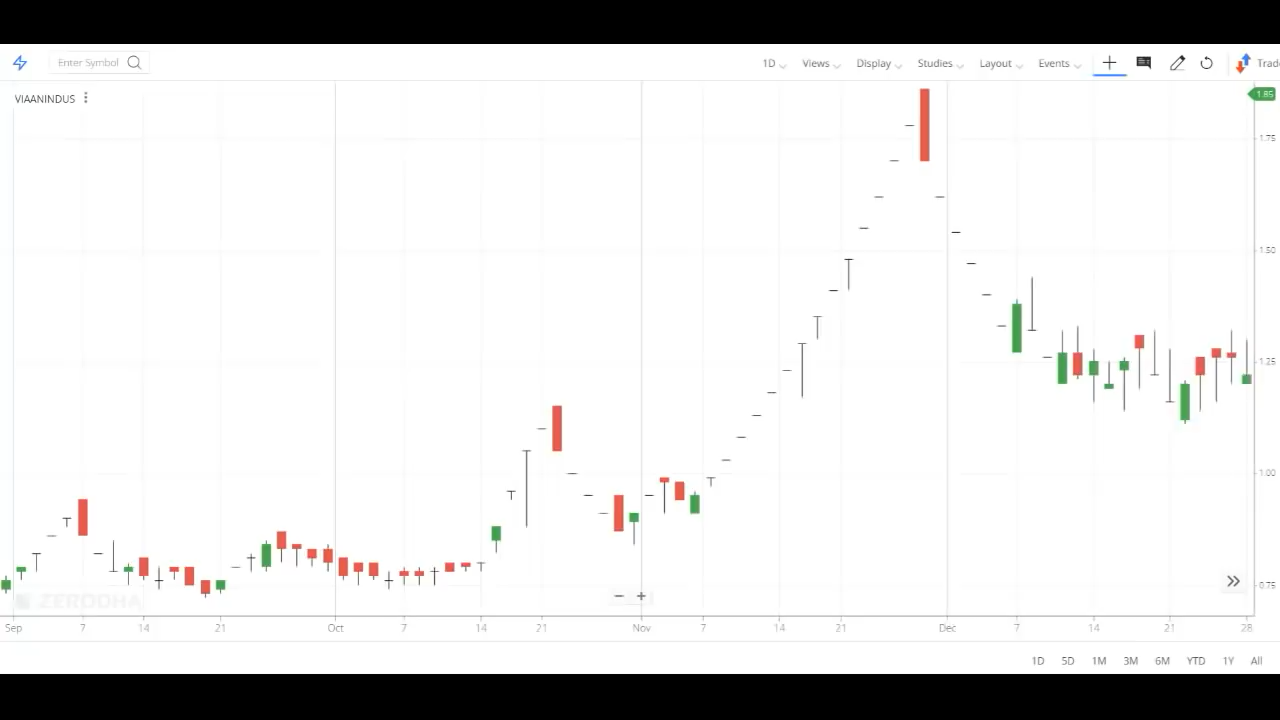 Enter Symbol 1D Views Display Studies Layout Events Trade
VIAANINDUS
1.85
1.75
1.50
1.25
1.00
0.75
ZERODHA
Sep 7 14 21 Oct 7 14 21 Nov 7 14 21 Dec 7 14 21 28
1D 5D 1M 3M 6M YTD 1Y All